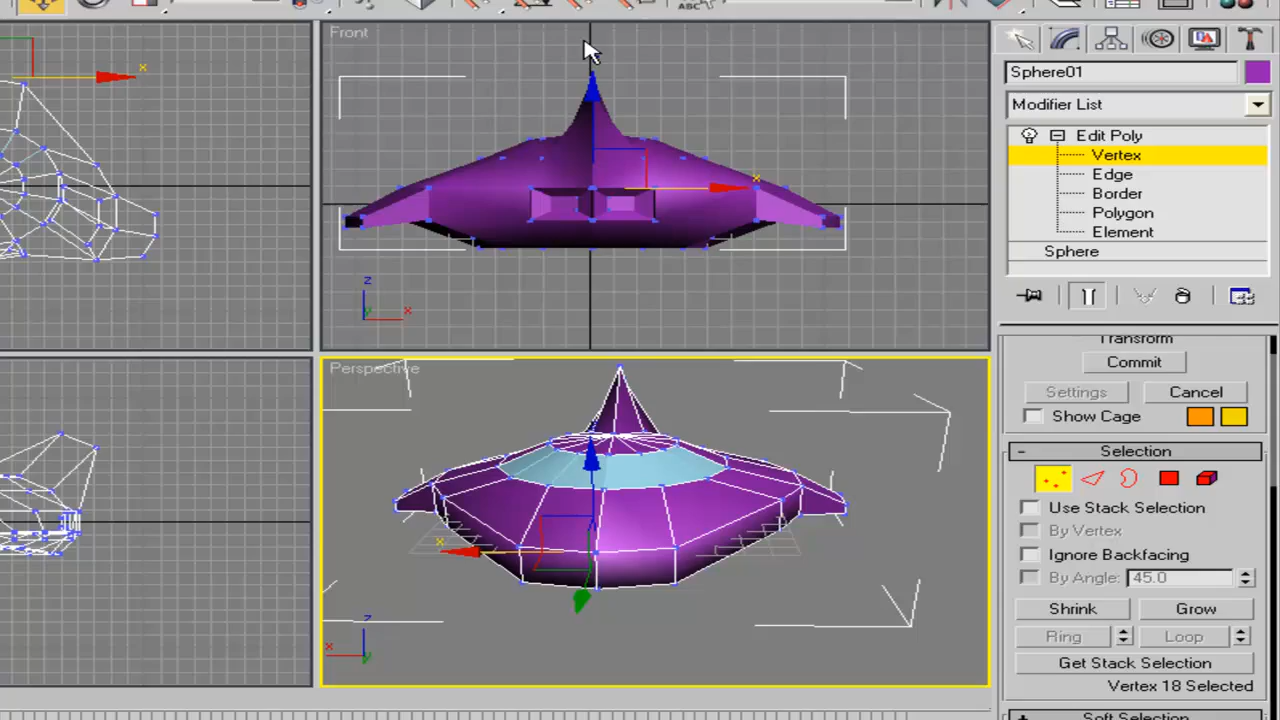 ABC
Front
x
x
z
y
x
Perspective
x
z
x
y
Sphere01
Modifier List
Edit Poly
Vertex
Edge
Border
Polygon
Element
Sphere
Transform
Commit
Settings
Cancel
Show Cage
- Selection
Use Stack Selection
By Vertex
Ignore Backfacing
By Angle: 45.0
Shrink
Grow
Ring
Loop
Get Stack Selection
Vertex 18 Selected
+ Soft Selection